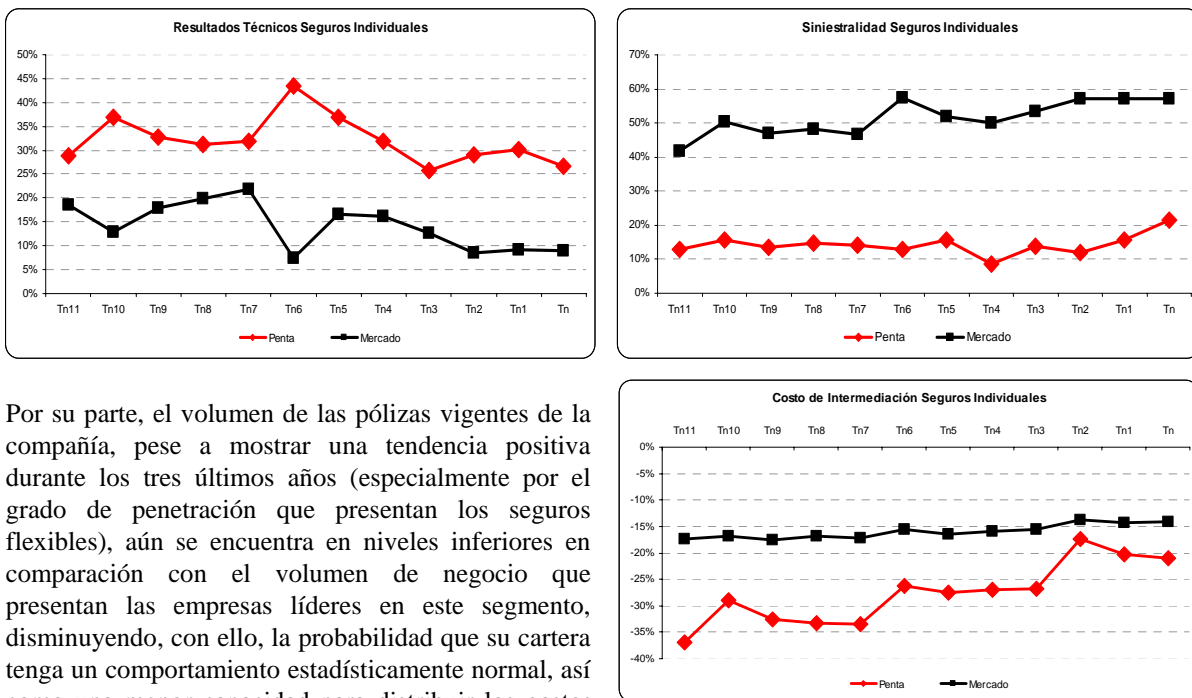 Resultados Técnicos Seguros Individuales
50%
45%
40%
35%
30%
25%
20%
15%
10%
5%
0%
Tn11 Tn10 Tn9 Tn8 Tn7 Tn6 Tn5 Tn4 Tn3 Tn2 Tn1 Tn
Penta Mercado
Siniestralidad Seguros Individuales
70%
60%
50%
40%
30%
20%
10%
0%
Tn11 Tn10 Tn9 Tn8 Tn7 Tn6 Tn5 Tn4 Tn3 Tn2 Tn1 Tn
Penta Mercado
Por su parte, el volumen de las pólizas vigentes de la
compañía, pese a mostrar una tendencia positiva
durante los tres últimos años (especialmente por el
grado de penetración que presentan los seguros
flexibles), aún se encuentra en niveles inferiores en
comparación con el volumen de negocio que
presentan las empresas líderes en este segmento,
disminuyendo, con ello, la probabilidad que su cartera
tenga un comportamiento estadísticamente normal, así
Costo de Intermediación Seguros Individuales
Tn11 Tn10 Tn9 Tn8 Tn7 Tn6 Tn5 Tn4 Tn3 Tn2 Tn1 Tn
0%
-5%
-10%
-15%
-20%
-25%
-30%
-35%
-40%
Penta Mercado